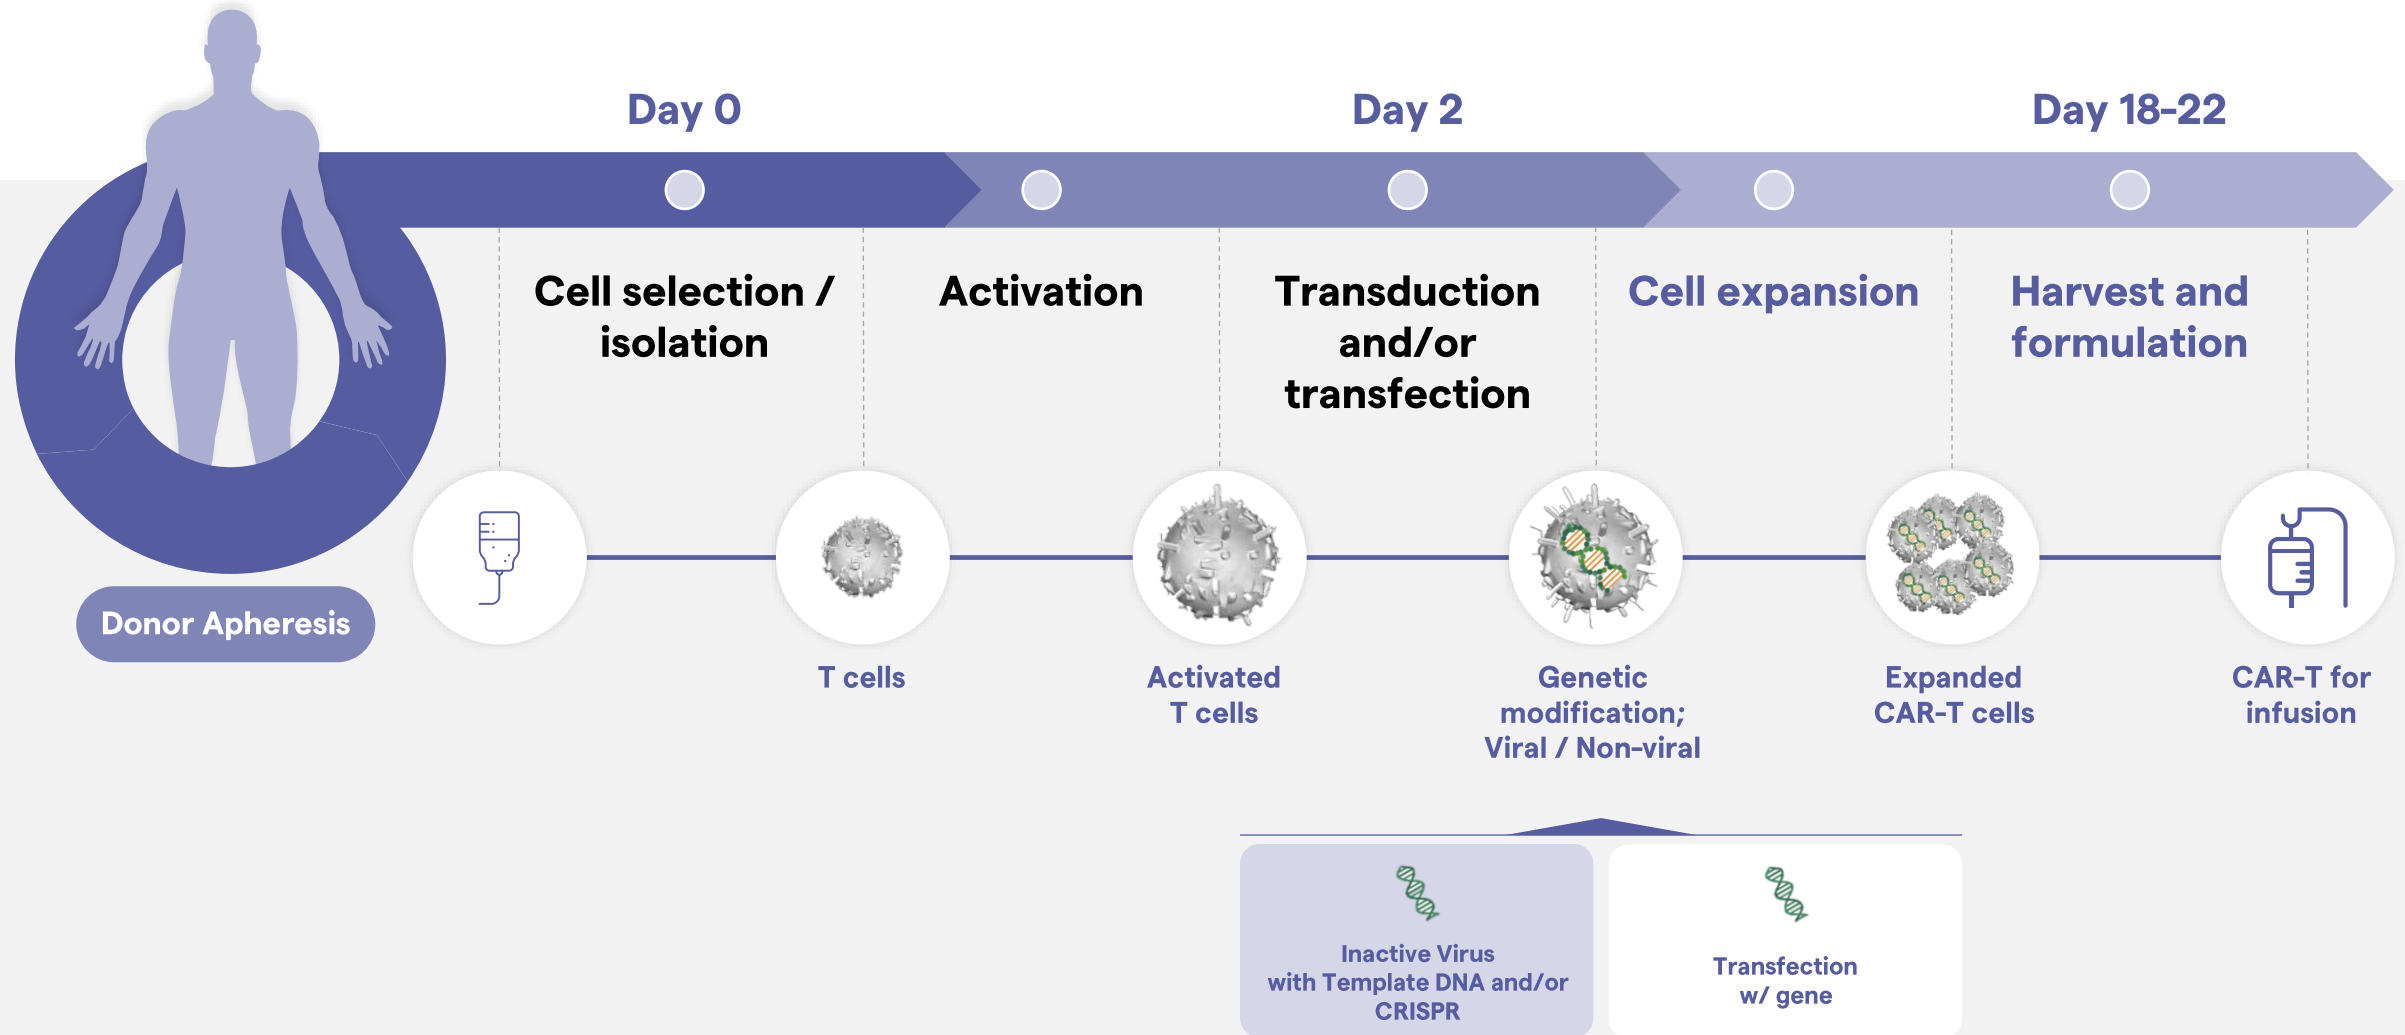 Day 0
Day 2
Day 18-22
Cell selection /
isolation
Activation
Transduction
and/or
transfection
Cell expansion
Harvest and
formulation
Donor Apheresis
T cells
Activated
T cells
Genetic
modification;
Viral / Non-viral
Expanded
CAR-T cells
CAR-T for
infusion
Inactive Virus
with Template DNA and/or
CRISPR
Transfection
w/ gene